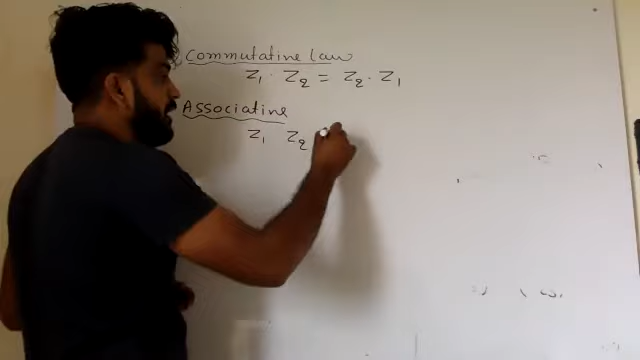 Commutative Law
Z₁ · Z₂ = Z₂ · Z₁
Associative
Z₁ Z₂